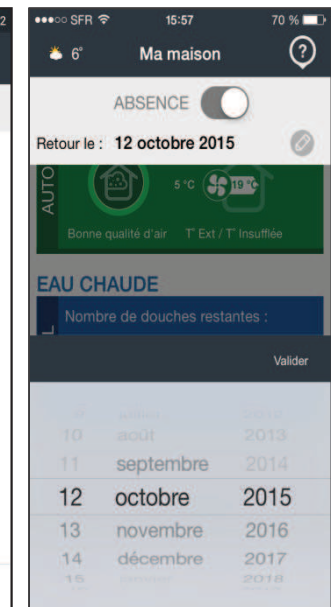 2
●●●○○ SFR 15:57 70 %
6° Ma maison ?
ABSENCE
Retour le : 12 octobre 2015
AUTO
5 °C 19 °C
Bonne qualité d'air T° Ext / T° Insufflée
EAU CHAUDE
Nombre de douches restantes :
Valider
10 août 2013
11 septembre 2014
12 octobre 2015
13 novembre 2016
14 décembre 2017
15 2018